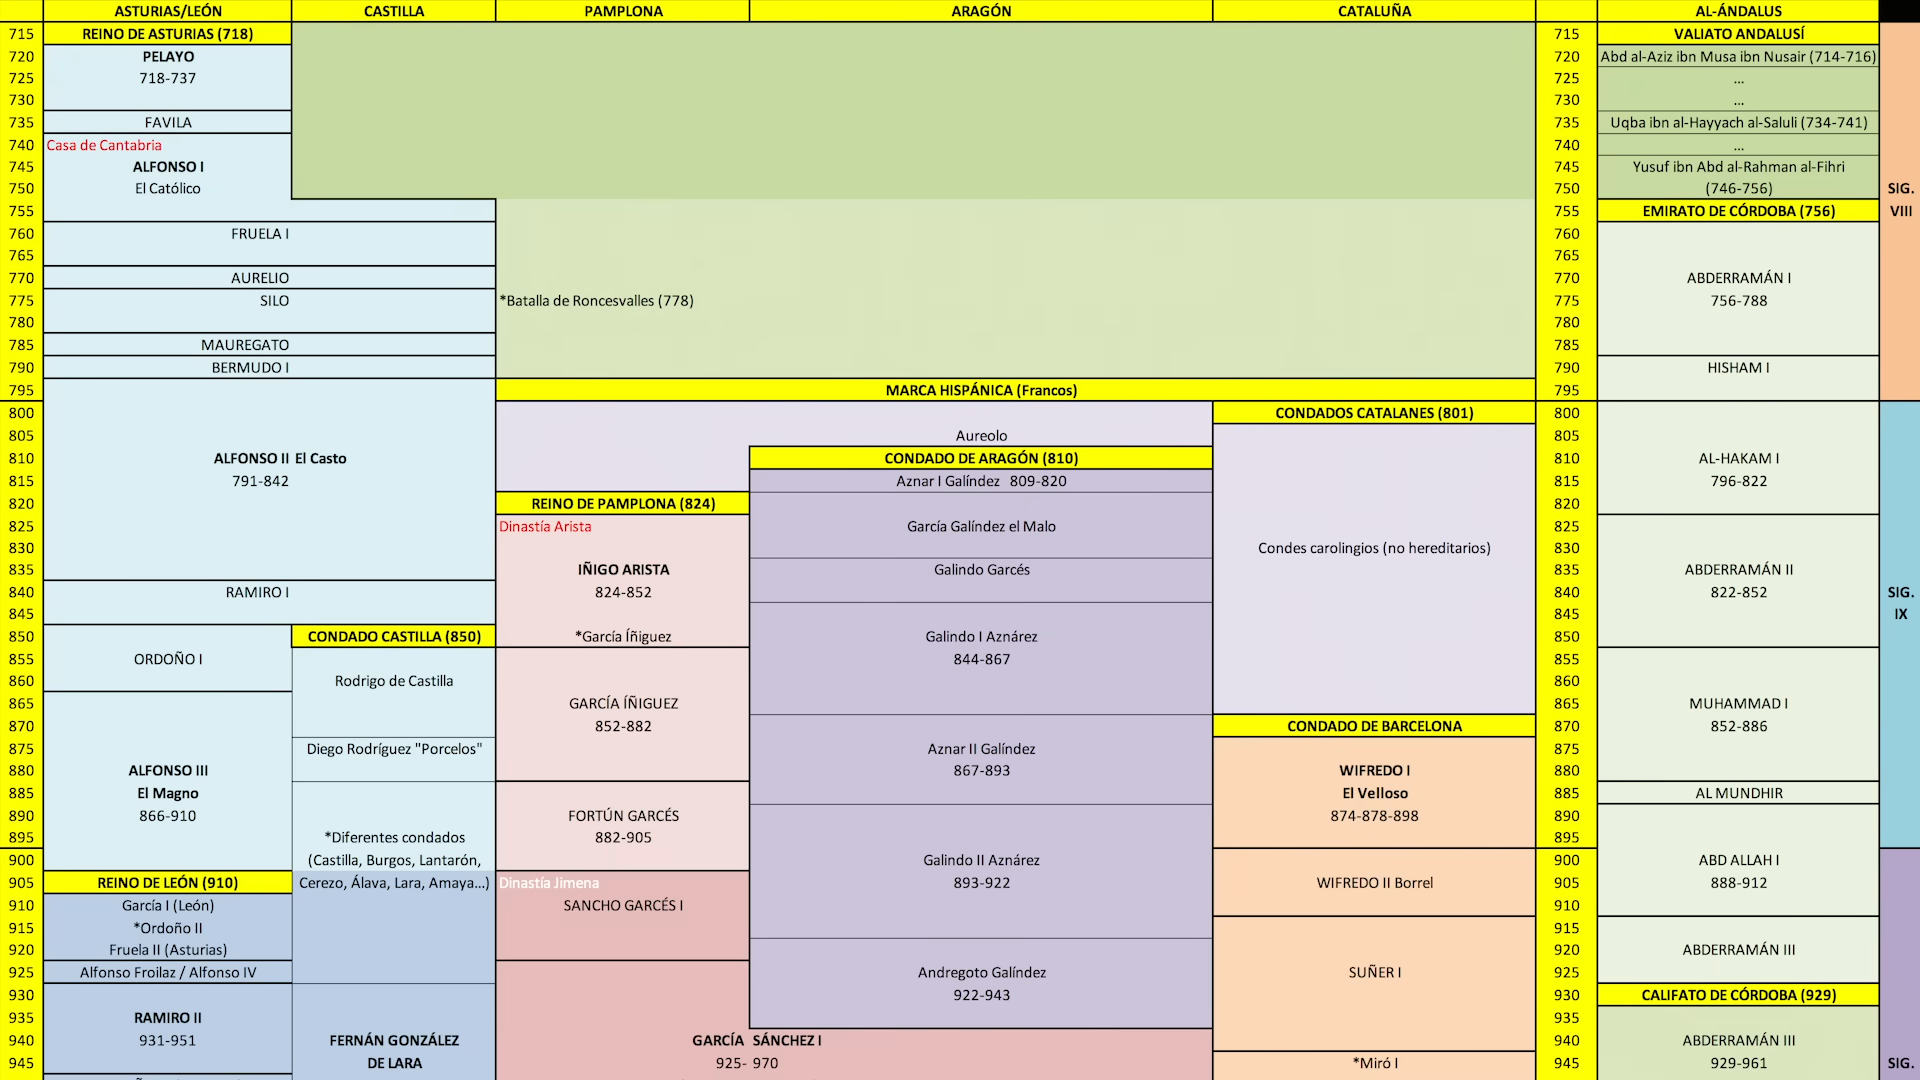 ASTURIAS/LEÓN CASTILLA PAMPLONA ARAGÓN CATALUÑA AL-ÁNDALUS
715 REINO DE ASTURIAS (718) 715 VALIATO ANDALUSÍ
720 PELAYO 720 Abd al-Aziz ibn Musa ibn Nusair (714-716)
725 718-737 725 ...
730 730 ...
735 FAVILA 735 Uqba ibn al-Hayyach al-Saluli (734-741)
740 Casa de Cantabria 740 ...
745 ALFONSO I 745 Yusuf ibn Abd al-Rahman al-Fihri
750 El Católico 750 (746-756) SIG.
755 755 EMIRATO DE CÓRDOBA (756) VIII
760 FRUELA I 760
765 765
770 AURELIO 770 ABDERRAMÁN I
775 SILO *Batalla de Roncesvalles (778) 775 756-788
780 780
785 MAUREGATO 785
790 BERMUDO I 790 HISHAM I
795 MARCA HISPÁNICA (Francos) 795
800 CONDADOS CATALANES (801) 800
805 Aureolo 805
810 ALFONSO II El Casto CONDADO DE ARAGÓN (810) 810 AL-HAKAM I
815 791-842 Aznar I Galíndez 809-820 815 796-822
820 REINO DE PAMPLONA (824) 820
825 Dinastía Arista García Galíndez el Malo 825
830 Condes carolingios (no hereditarios) 830
835 IÑIGO ARISTA Galindo Garcés 835 ABDERRAMÁN II
840 RAMIRO I 824-852 840 822-852 SIG.
845 845 IX
850 CONDADO CASTILLA (850) *García Íñiguez Galindo I Aznárez 850
855 ORDOÑO I 844-867 855
860 Rodrigo de Castilla 860
865 GARCÍA ÍÑIGUEZ 865 MUHAMMAD I
870 852-882 CONDADO DE BARCELONA 870 852-886
875 Diego Rodríguez "Porcelos" Aznar II Galíndez 875
880 ALFONSO III 867-893 WIFREDO I 880
885 El Magno El Velloso 885 AL MUNDHIR
890 866-910 FORTÚN GARCÉS 874-878-898 890
895 *Diferentes condados 882-905 895
900 (Castilla, Burgos, Lantarón, Galindo II Aznárez 900 ABD ALLAH I
905 REINO DE LEÓN (910) Cerezo, Álava, Lara, Amaya...) Dinastía Jimena 893-922 WIFREDO II Borrel 905 888-912
910 García I (León) SANCHO GARCÉS I 910
915 *Ordoño II 915
920 Fruela II (Asturias) 920 ABDERRAMÁN III
925 Alfonso Froilaz / Alfonso IV Andregoto Galíndez SUÑER I 925
930 922-943 930 CALIFATO DE CÓRDOBA (929)
935 RAMIRO II 935
940 931-951 FERNÁN GONZÁLEZ GARCÍA SÁNCHEZ I 940 ABDERRAMÁN III
945 DE LARA 925- 970 *Miró I 945 929-961 SIG.